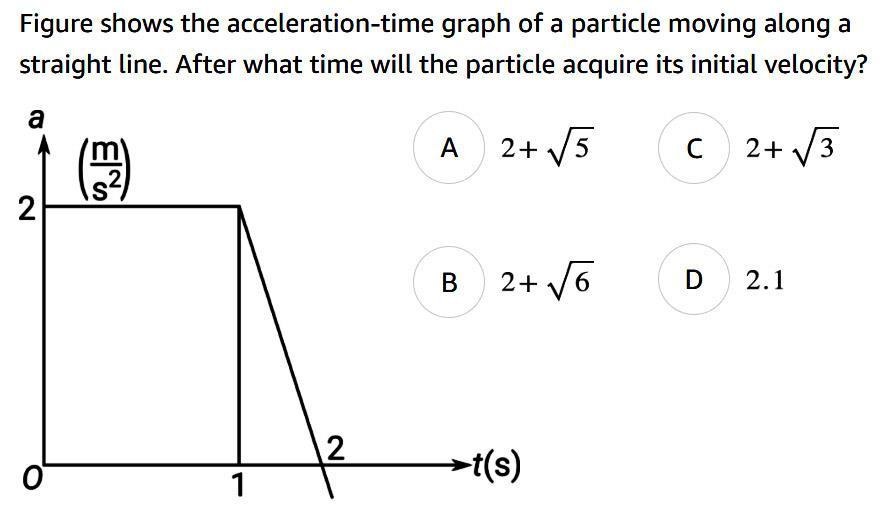 Figure shows the acceleration-time graph of a particle moving along a
straight line. After what time will the particle acquire its initial velocity?
a
(m/s²)
2
A 2+ √5
C 2+ √3
B 2+ √6
D 2.1
2
0
1
t(s)